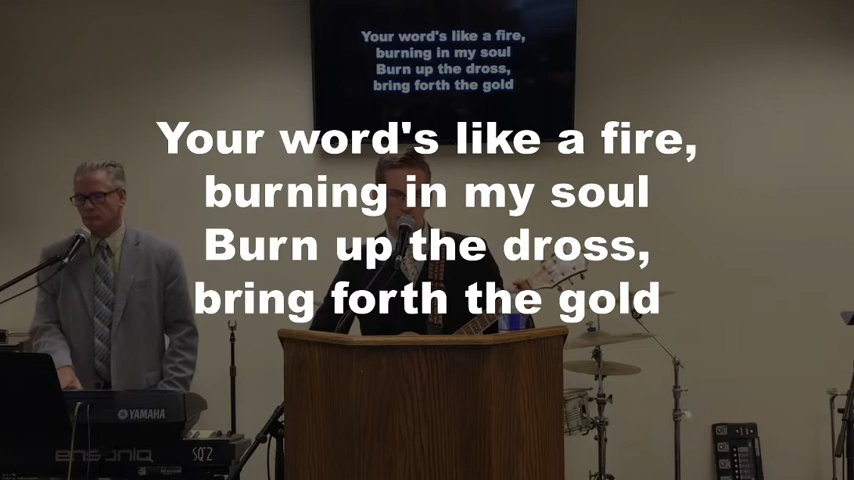 Your word's like a fire,
burning in my soul
Burn up the dross,
bring forth the gold
Your word's like a fire,
burning in my soul
Burn up the dross,
bring forth the gold
YAMAHA
ensoniq
SQ2